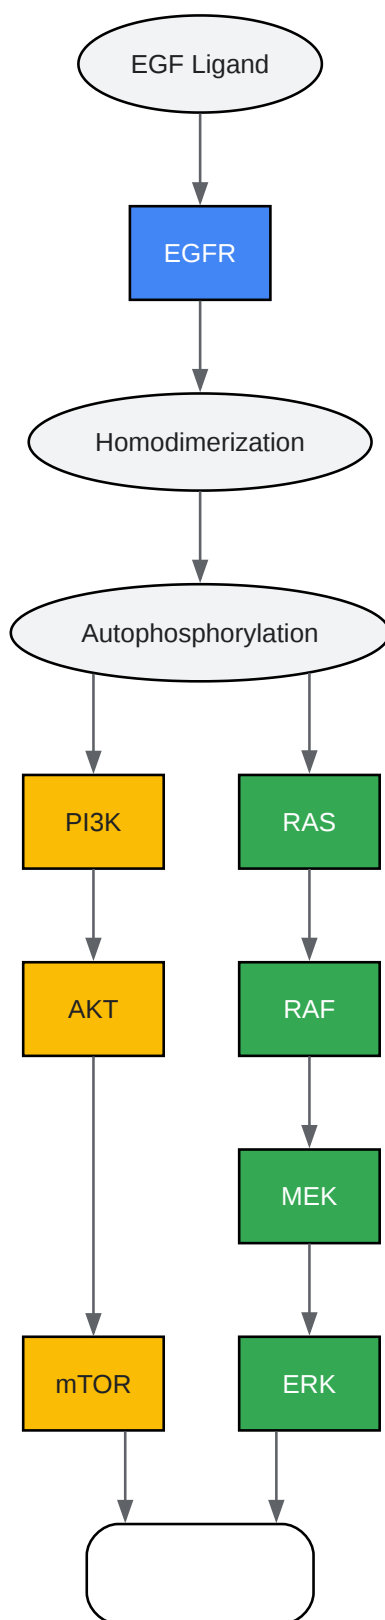 EGF Ligand
EGFR
Homodimerization
Autophosphorylation
PI3K
RAS
AKT
RAF
MEK
mTOR
ERK